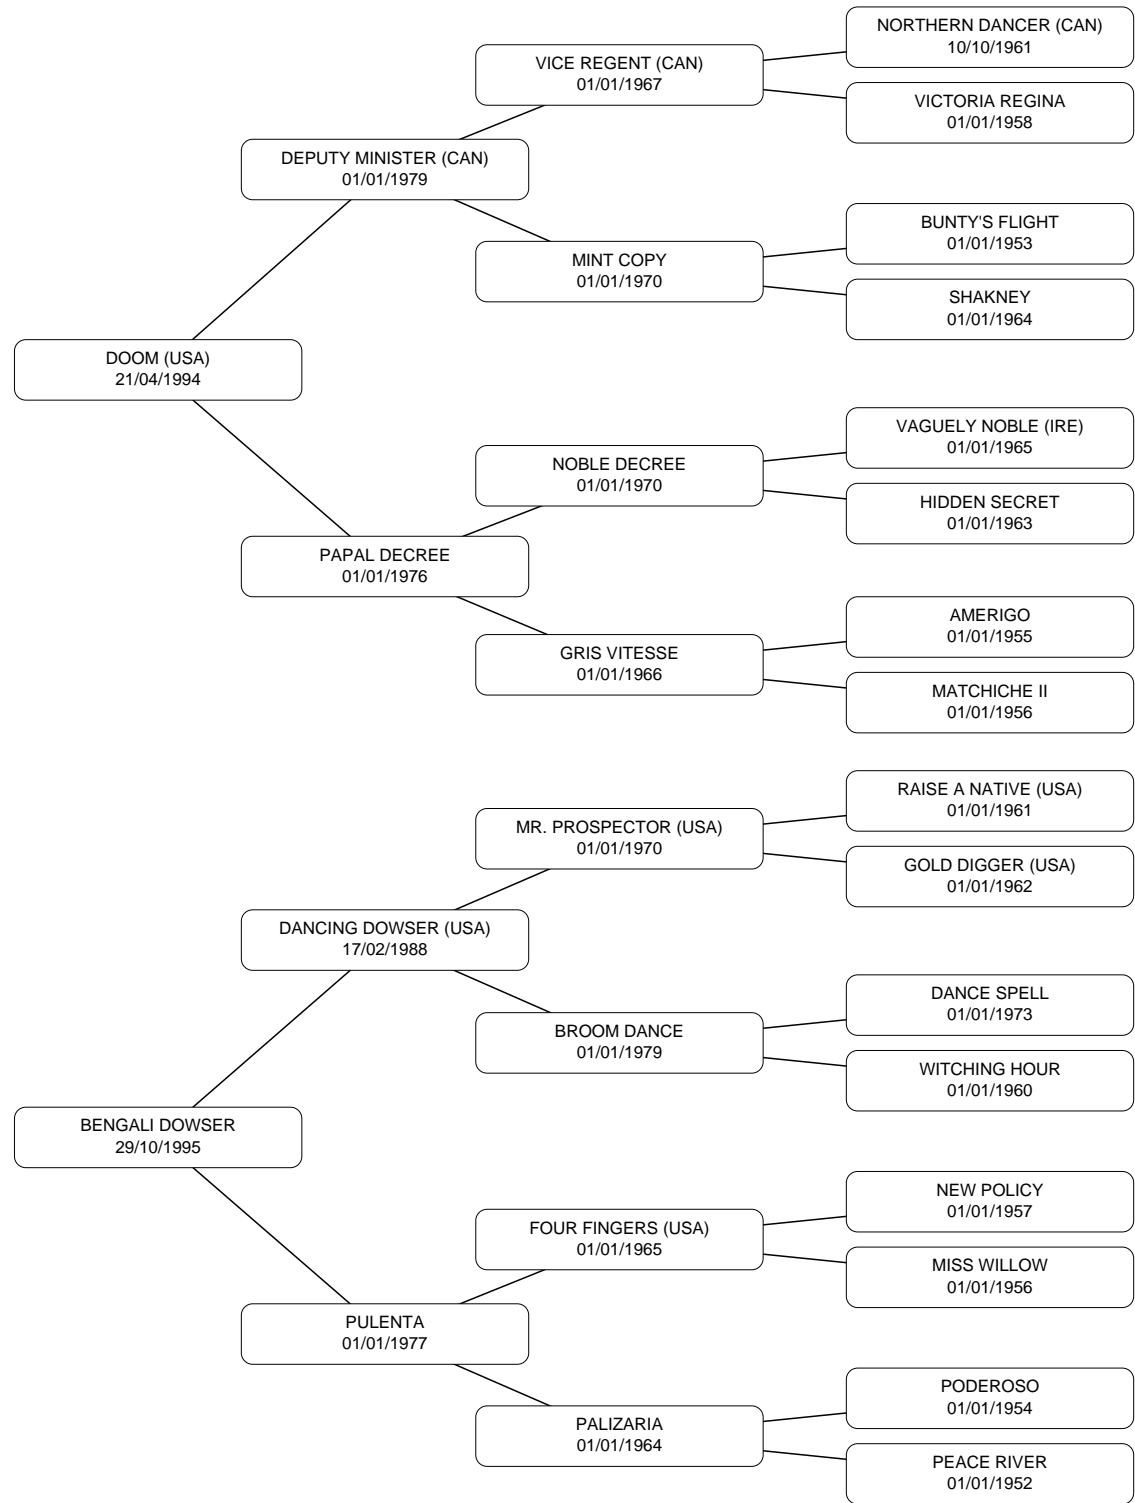 NORTHERN DANCER (CAN)
10/10/1961
VICE REGENT (CAN)
01/01/1967
VICTORIA REGINA
01/01/1958
DEPUTY MINISTER (CAN)
01/01/1979
BUNTY'S FLIGHT
01/01/1953
MINT COPY
01/01/1970
SHAKNEY
01/01/1964
DOOM (USA)
21/04/1994
VAGUELY NOBLE (IRE)
01/01/1965
NOBLE DECREE
01/01/1970
HIDDEN SECRET
01/01/1963
PAPAL DECREE
01/01/1976
AMERIGO
01/01/1955
GRIS VITESSE
01/01/1966
MATCHICHE II
01/01/1956
RAISE A NATIVE (USA)
01/01/1961
MR. PROSPECTOR (USA)
01/01/1970
GOLD DIGGER (USA)
01/01/1962
DANCING DOWSER (USA)
17/02/1988
DANCE SPELL
01/01/1973
BROOM DANCE
01/01/1979
WITCHING HOUR
01/01/1960
BENGALI DOWSER
29/10/1995
NEW POLICY
01/01/1957
FOUR FINGERS (USA)
01/01/1965
MISS WILLOW
01/01/1956
PULENTA
01/01/1977
PODEROSO
01/01/1954
PALIZARIA
01/01/1964
PEACE RIVER
01/01/1952